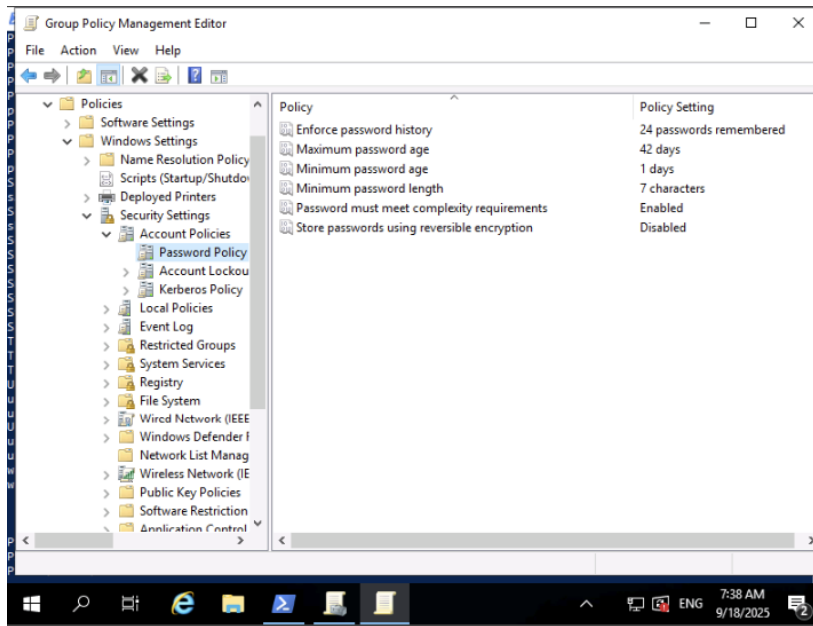 Group Policy Management Editor
File Action View Help
Policies
Software Settings
Windows Settings
Name Resolution Policy
Scripts (Startup/Shutdo
Deployed Printers
Security Settings
Account Policies
Password Policy
Account Lockou
Kerberos Policy
Local Policies
Event Log
Restricted Groups
System Services
Registry
File System
Wired Network (IEEE
Windows Defender F
Network List Manag
Wireless Network (IE
Public Key Policies
Software Restriction
Application Control
Policy Policy Setting
Enforce password history 24 passwords remembered
Maximum password age 42 days
Minimum password age 1 days
Minimum password length 7 characters
Password must meet complexity requirements Enabled
Store passwords using reversible encryption Disabled
ENG
7:38 AM
9/18/2025
2